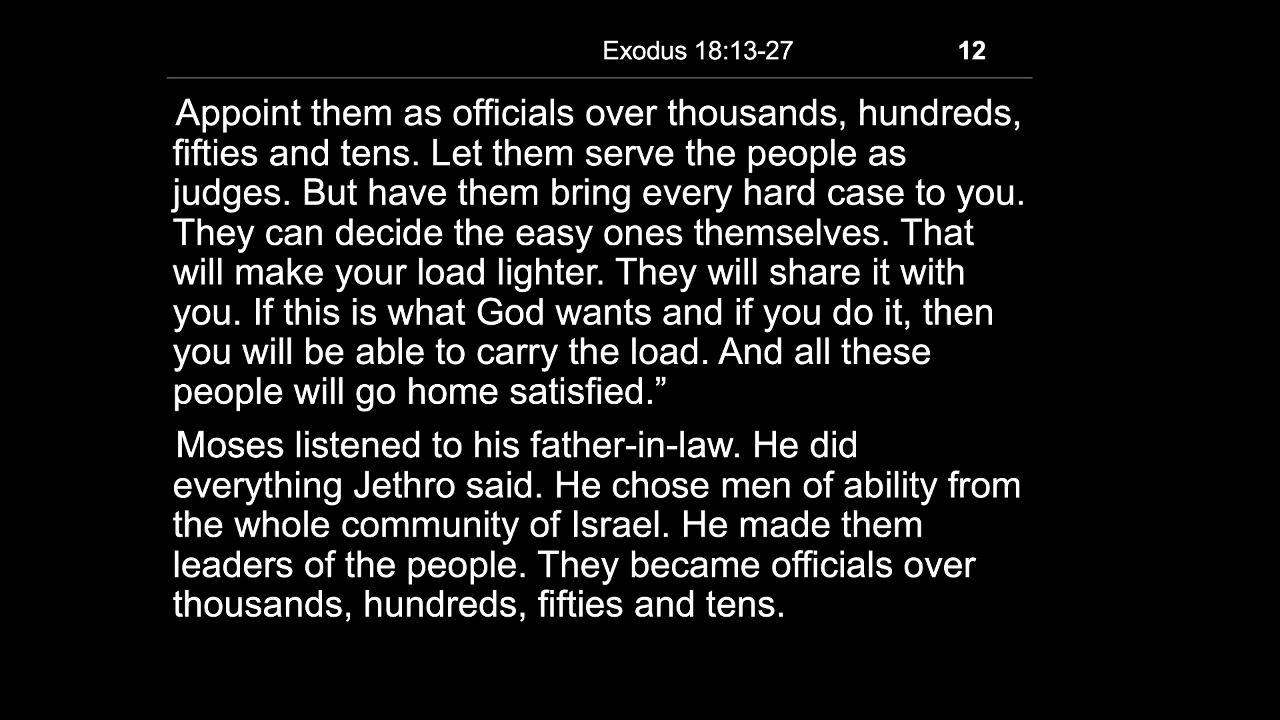 Exodus 18:13-27 12
Appoint them as officials over thousands, hundreds,
fifties and tens. Let them serve the people as
judges. But have them bring every hard case to you.
They can decide the easy ones themselves. That
will make your load lighter. They will share it with
you. If this is what God wants and if you do it, then
you will be able to carry the load. And all these
people will go home satisfied.”
Moses listened to his father-in-law. He did
everything Jethro said. He chose men of ability from
the whole community of Israel. He made them
leaders of the people. They became officials over
thousands, hundreds, fifties and tens.